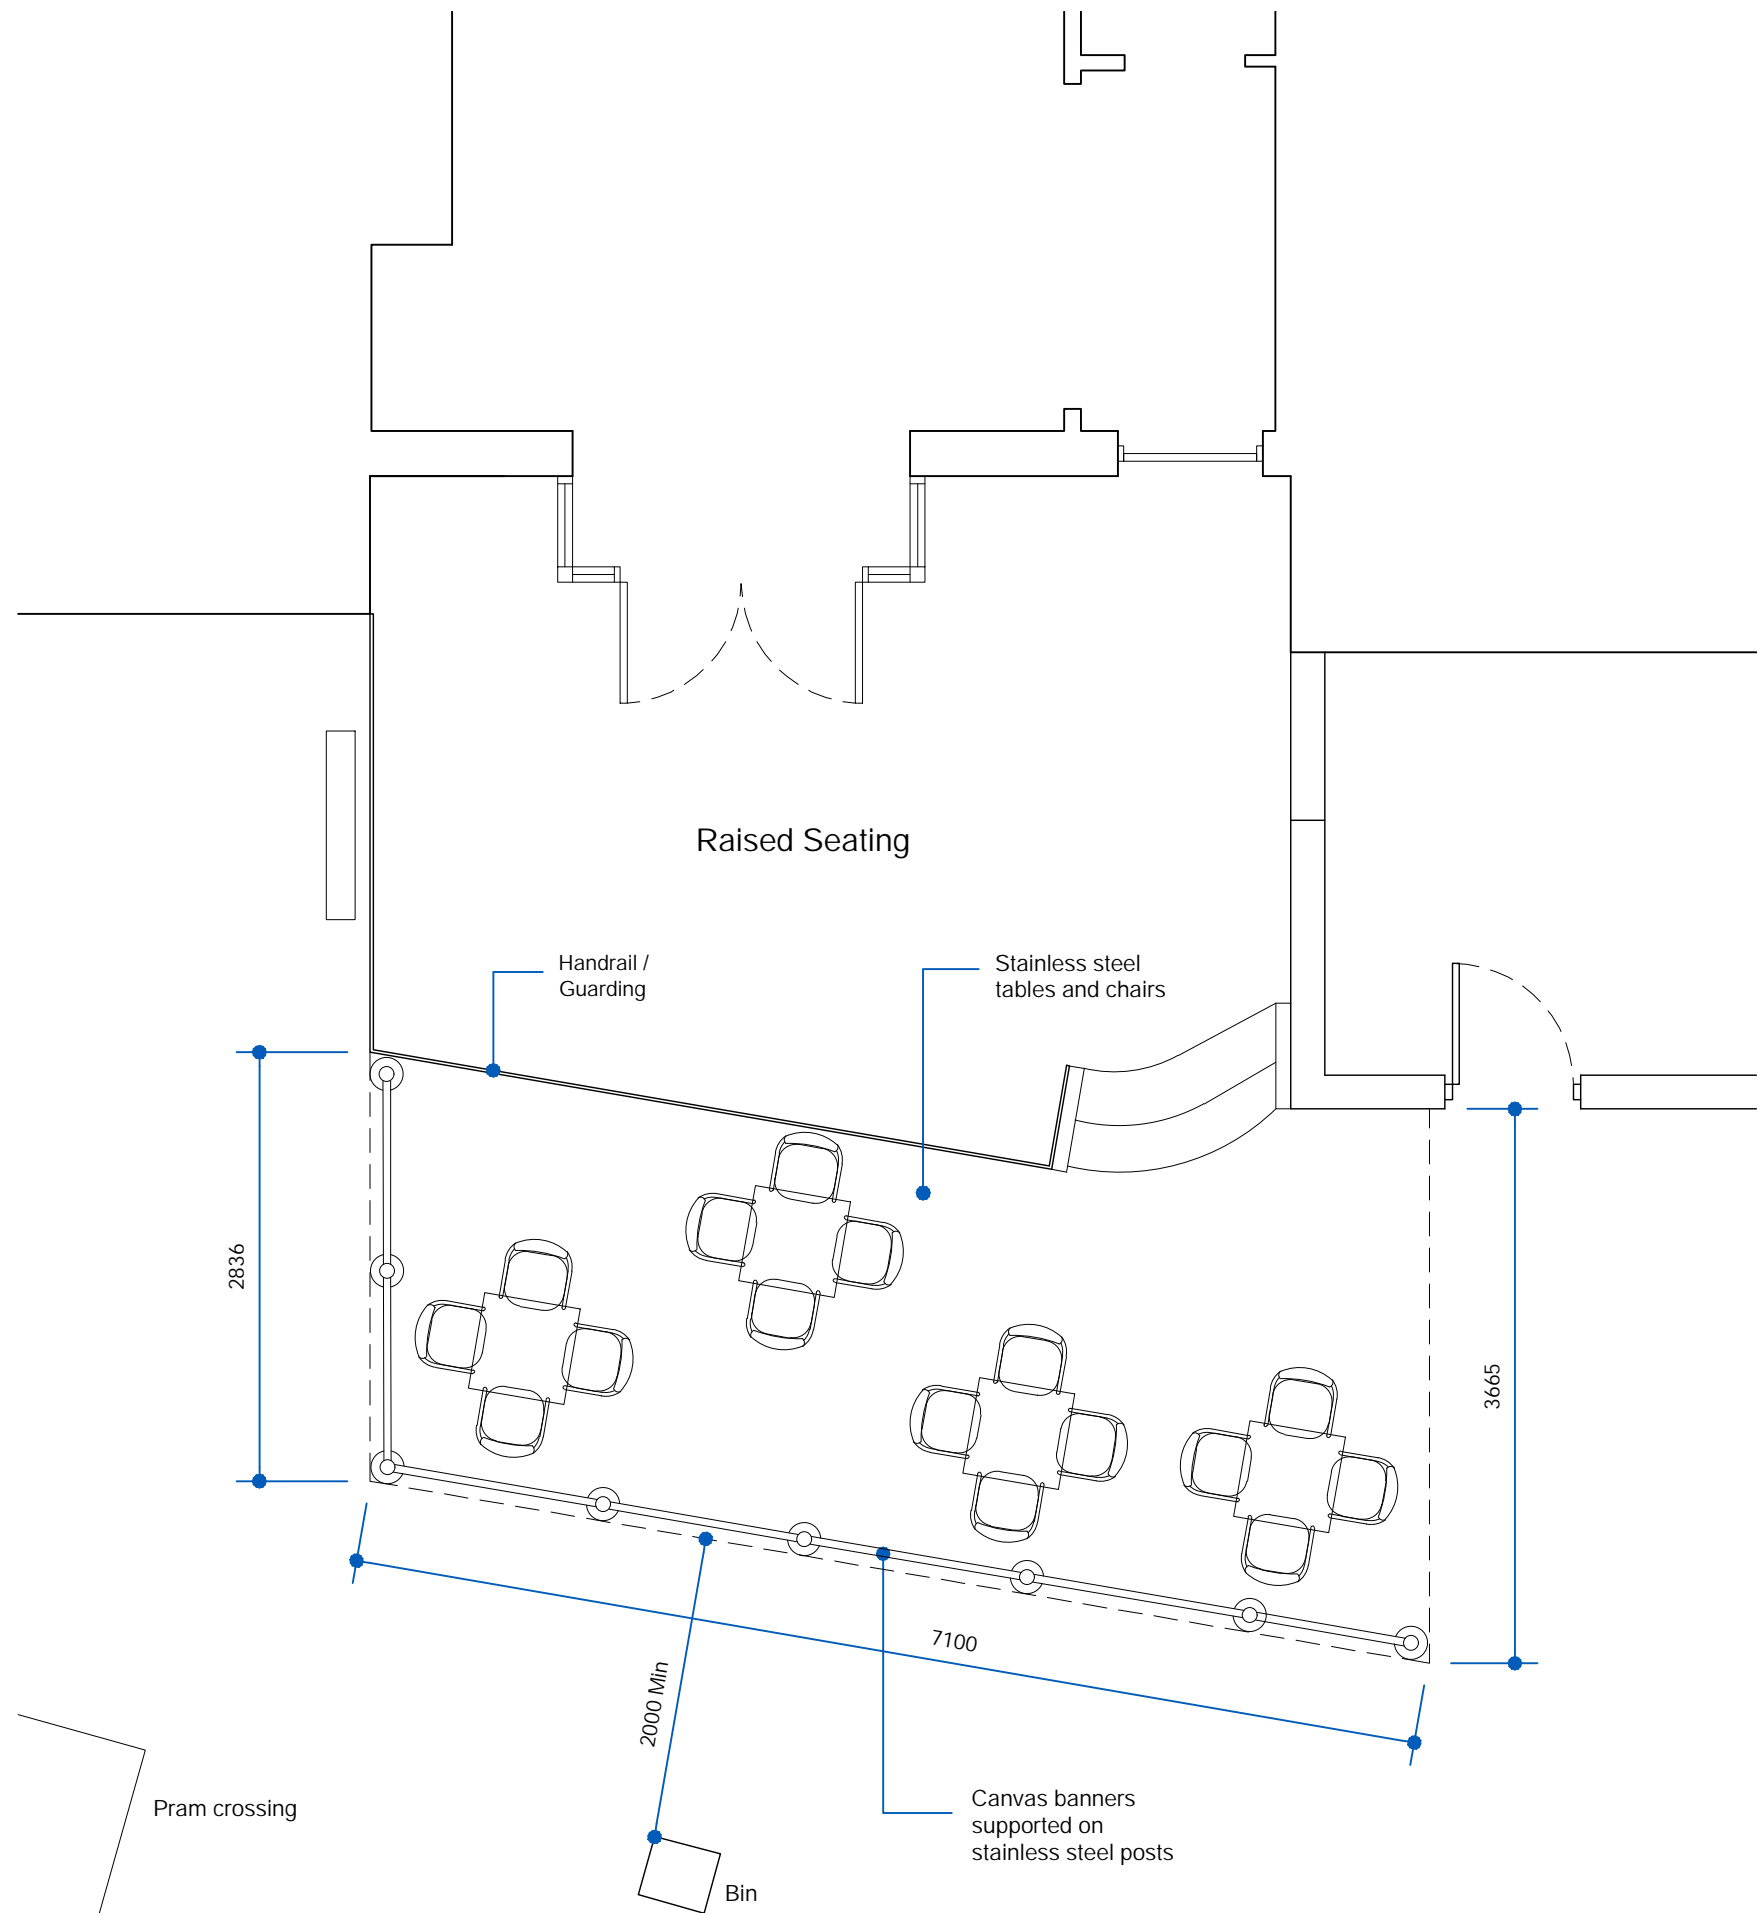 Raised Seating
Handrail /
Guarding
Stainless steel
tables and chairs
2836
3665
7100
2000 Min
Canvas banners
supported on
stainless steel posts
Pram crossing
Bin